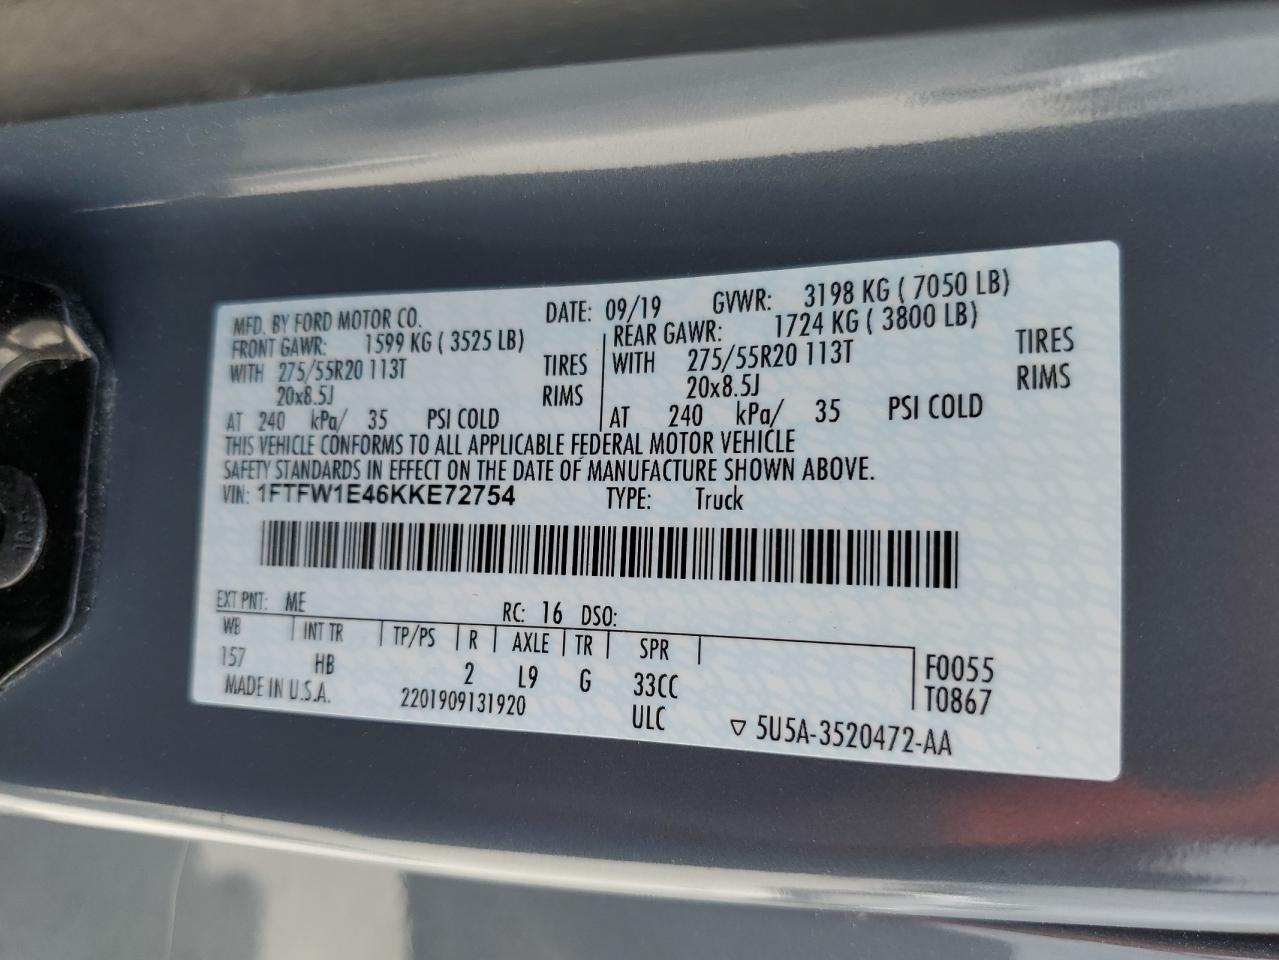 MFD. BY FORD MOTOR CO. DATE: 09/19 GVWR: 3198 KG ( 7050 LB)
FRONT GAWR: 1599 KG ( 3525 LB) REAR GAWR: 1724 KG ( 3800 LB)
WITH 275/55R20 113T TIRES WITH 275/55R20 113T TIRES
20x8.5J RIMS 20x8.5J RIMS
AT 240 kPa/ 35 PSI COLD AT 240 kPa/ 35 PSI COLD
THIS VEHICLE CONFORMS TO ALL APPLICABLE FEDERAL MOTOR VEHICLE
SAFETY STANDARDS IN EFFECT ON THE DATE OF MANUFACTURE SHOWN ABOVE.
VIN: 1FTFW1E46KKE72754 TYPE: Truck
EXT PNT: ME RC: 16 DSO:
WB INT TR TP/PS R AXLE TR SPR
157 HB 2 L9 G 33CC F0055
MADE IN U.S.A. 2201909131920 ULC T0867
▽ 5U5A-3520472-AA